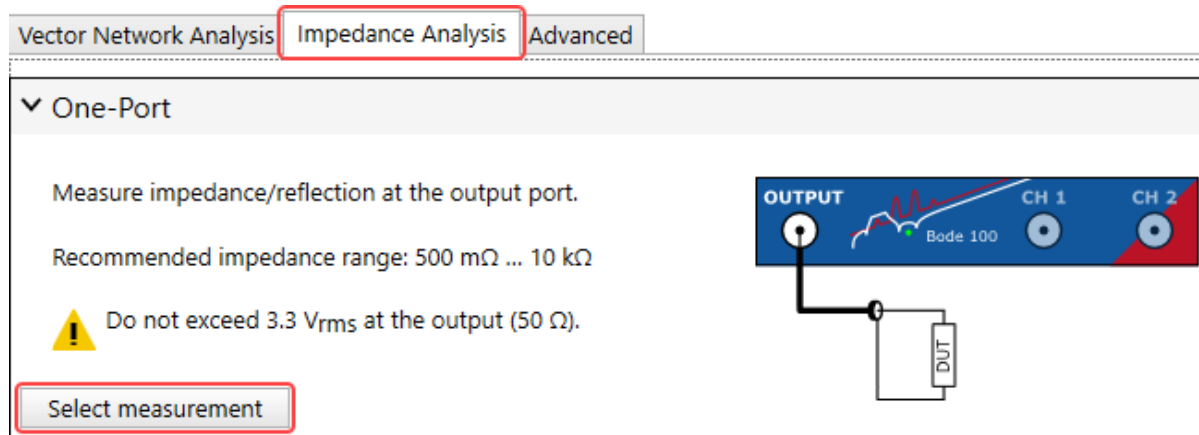 Vector Network Analysis Impedance Analysis Advanced
One-Port
Measure impedance/reflection at the output port.
Recommended impedance range: 500 mΩ ... 10 kΩ
Do not exceed 3.3 Vrms at the output (50 Ω).
Select measurement
OUTPUT CH 1 CH 2
Bode 100
DUT